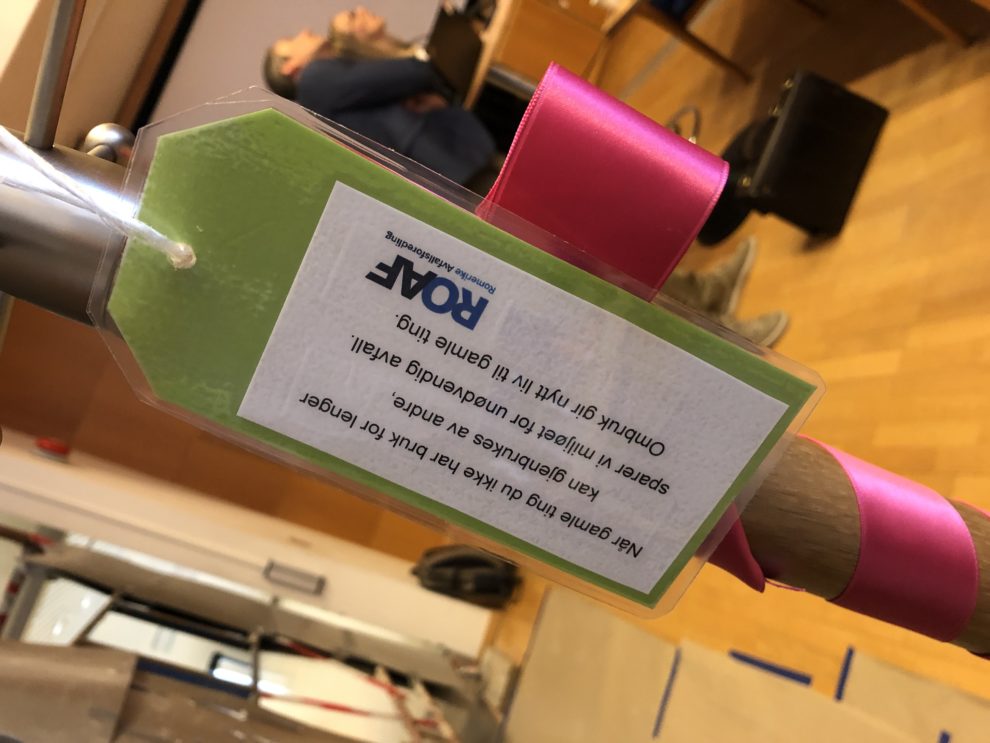 Når gamle ting du ikke har bruk for lenger
kan gjenbrukes av andre,
sparer vi miljøet for unødvendig avfall.
Ombruk gir nytt liv til gamle ting.
ROAF
Romerike Avfallsforedling